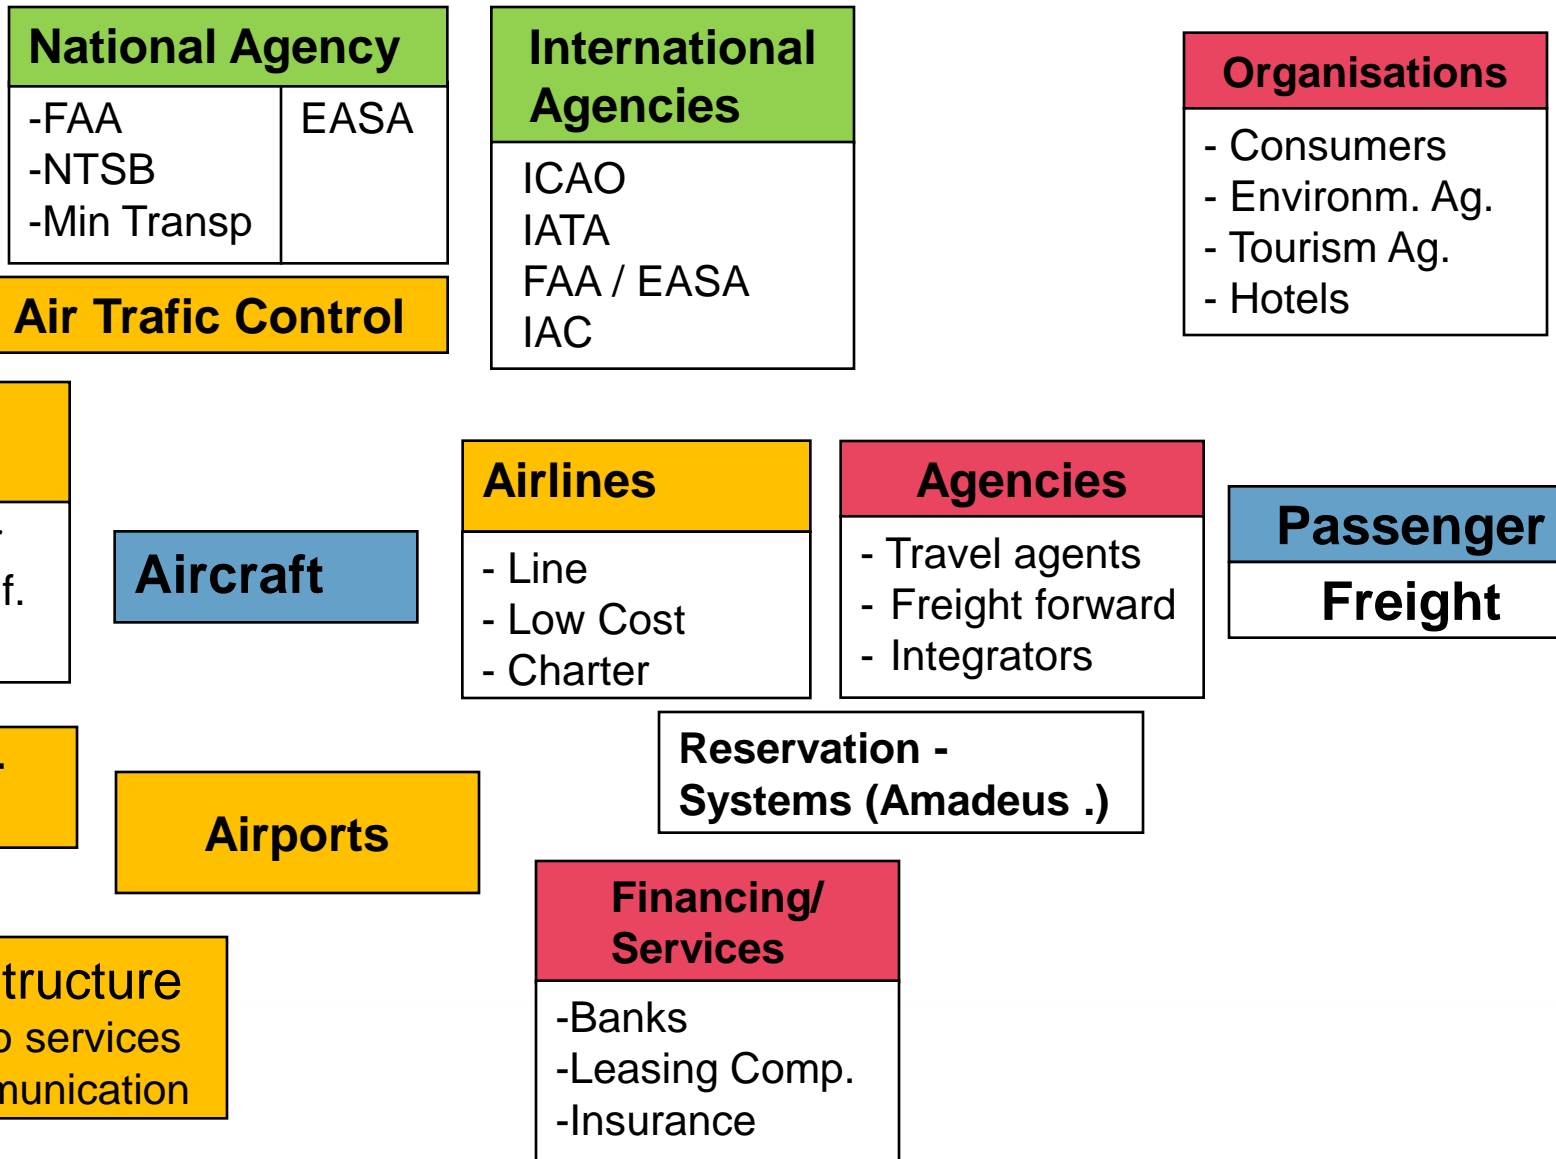 National Agency
-FAA
-NTSB
-Min Transp
EASA
Air Trafic Control
International
Agencies
ICAO
IATA
FAA / EASA
IAC
Organisations
- Consumers
- Environm. Ag.
- Tourism Ag.
- Hotels
f.
Aircraft
Airlines
- Line
- Low Cost
- Charter
Agencies
- Travel agents
- Freight forward
- Integrators
Passenger
Freight
Reservation -
Systems (Amadeus .)
Airports
Financing/
Services
-Banks
-Leasing Comp.
-Insurance
tructure
services
munication